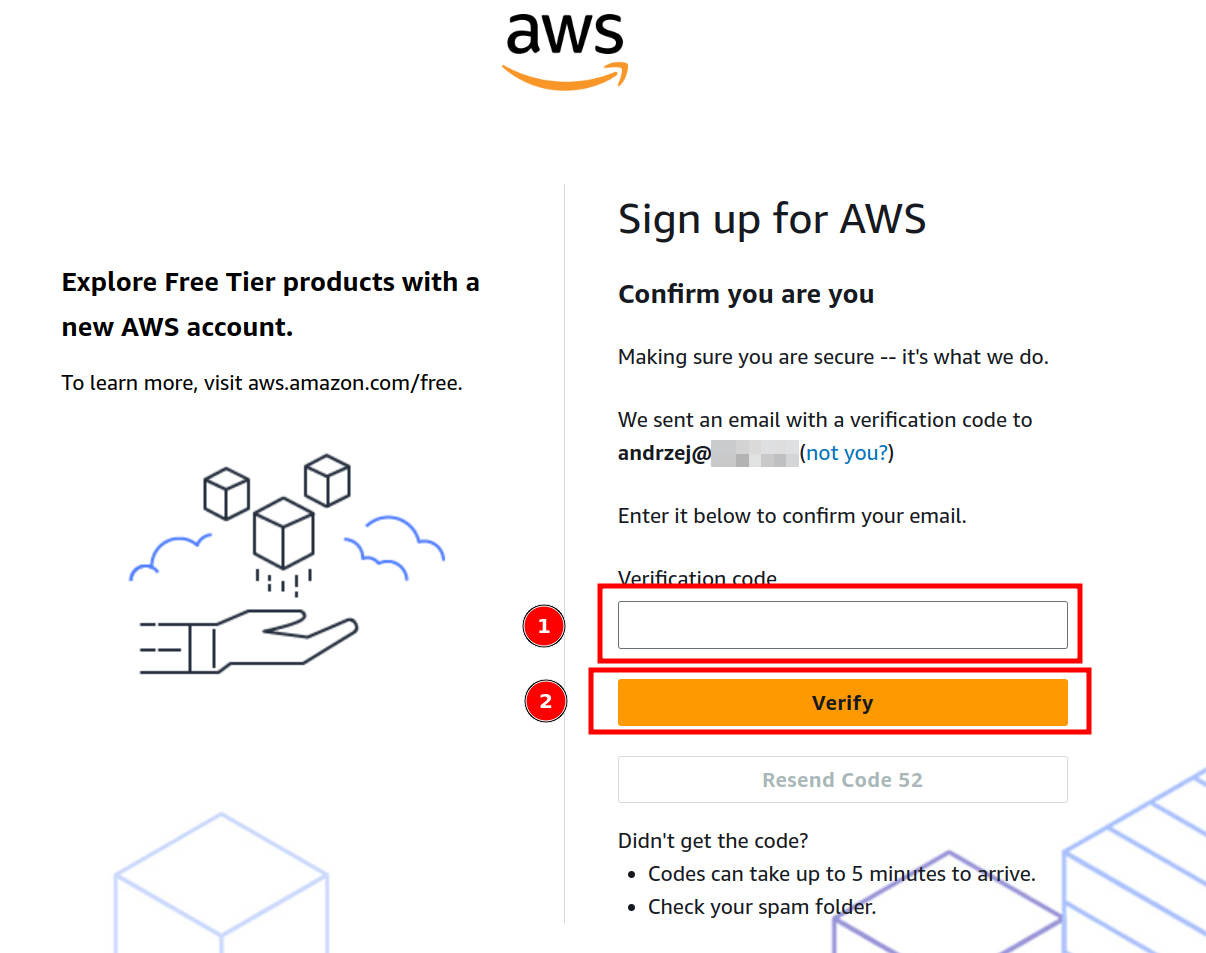 aws
Explore Free Tier products with a
new AWS account.
To learn more, visit aws.amazon.com/free.
Sign up for AWS
Confirm you are you
Making sure you are secure -- it's what we do.
We sent an email with a verification code to
andrzej@ (not you?)
Enter it below to confirm your email.
Verification code
1
2
Verify
Resend Code 52
Didn't get the code?
• Codes can take up to 5 minutes to arrive.
• Check your spam folder.